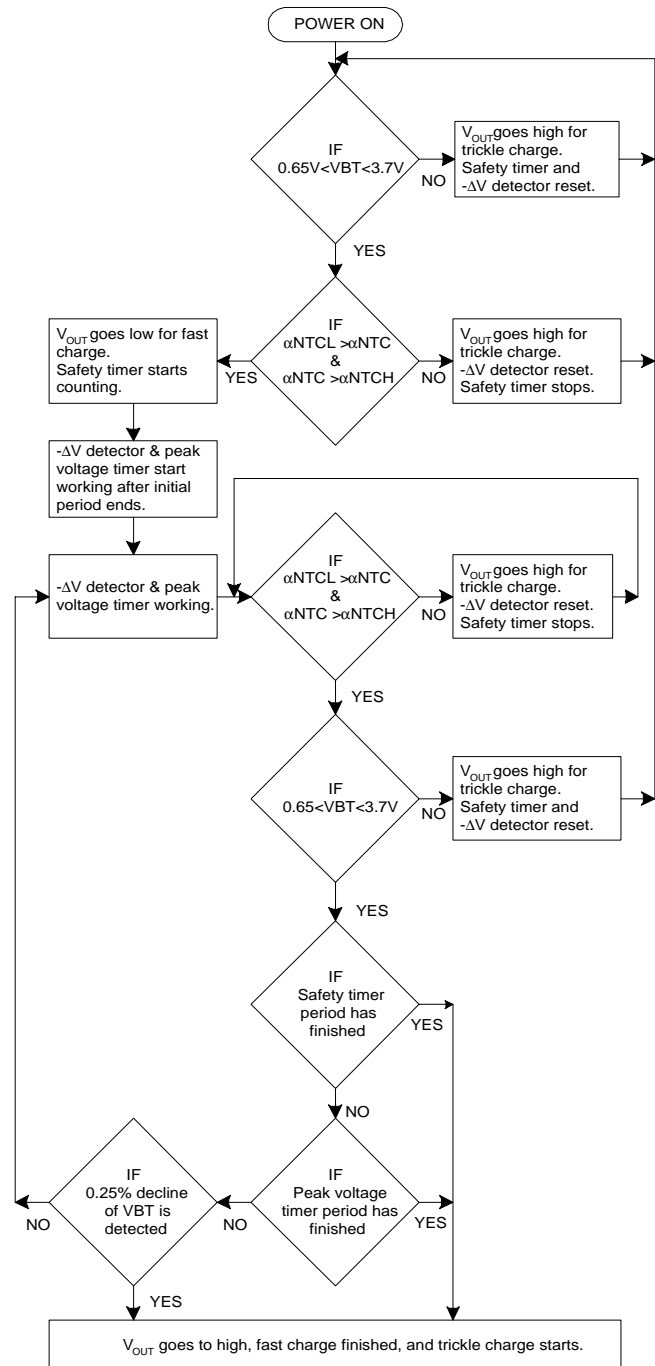 POWER ON
IF
0.65V<VBT<3.7V
NO
V_OUT goes high for
trickle charge.
Safety timer and
-ΔV detector reset.
YES
V_OUT goes low for fast
charge.
Safety timer starts
counting.
YES
IF
αNTCL >αNTC
&
αNTC >αNTCH
NO
V_OUT goes high for
trickle charge.
-ΔV detector reset.
Safety timer stops.
-ΔV detector & peak
voltage timer start
working after initial
period ends.
-ΔV detector & peak
voltage timer working.
IF
αNTCL >αNTC
&
αNTC >αNTCH
NO
V_OUT goes high for
trickle charge.
-ΔV detector reset.
Safety timer stops.
YES
IF
0.65<VBT<3.7V
NO
V_OUT goes high for
trickle charge.
Safety timer and
-ΔV detector reset.
YES
IF
Safety timer
period has
finished
YES
NO
IF
0.25% decline
of VBT is
detected
NO
NO
IF
Peak voltage
timer period has
finished
YES
YES
V_OUT goes to high, fast charge finished, and trickle charge starts.